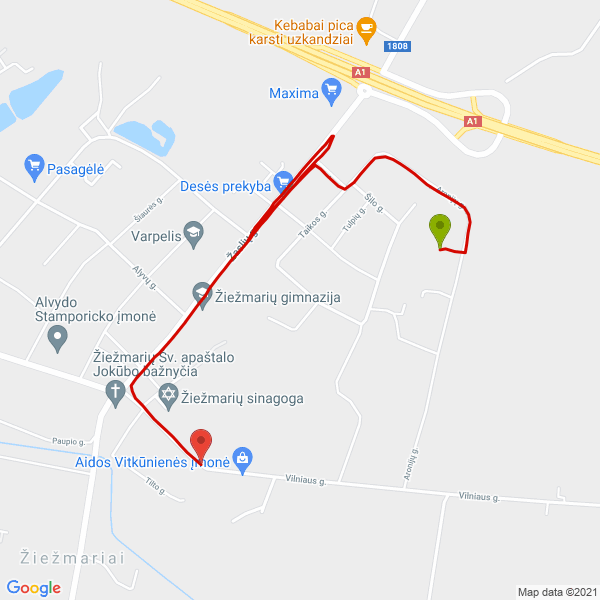 Kebabai pica
karsti uzkandziai
1808
A1
Maxima
A1
Pasagėlė
Desės prekyba
Aronijų g.
Šiaurės g.
Šilo g.
Taikos g.
Tulpių g.
Varpelis
Žaslių g.
Alyvų g.
Žiežmarių gimnazija
Alvydo
Stamporicko įmonė
Žiežmarių Sv. apaštalo
Jokūbo bažnyčia
Žiežmarių sinagoga
Paupio g.
Aidos Vitkūnienės įmonė
Aronijų g.
Vilniaus g.
Tilto g.
Vilniaus g.
Žiežmariai
Google
Map data ©2021